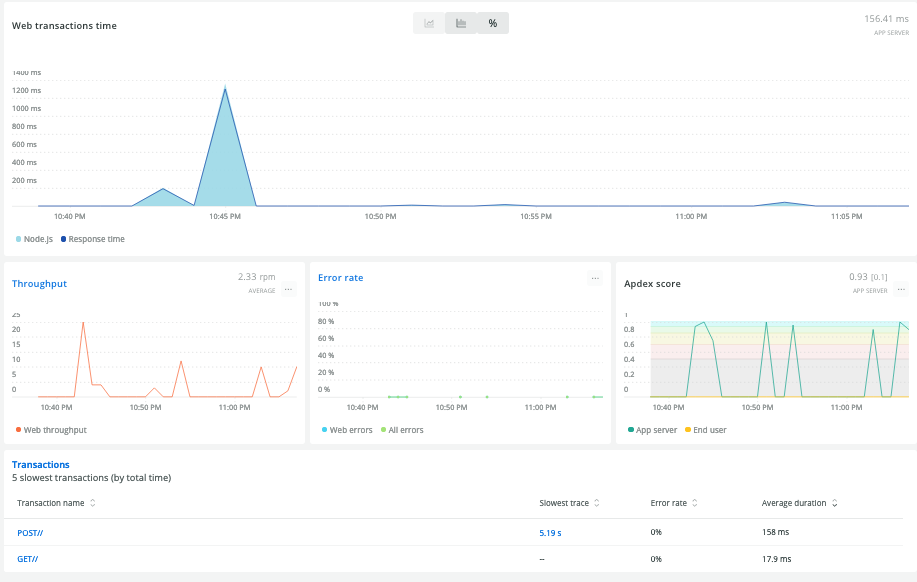 Web transactions time
%
156.41 ms
APP SERVER
1400 ms
1200 ms
1000 ms
800 ms
600 ms
400 ms
200 ms
10:40 PM 10:45 PM 10:50 PM 10:55 PM 11:00 PM 11:05 PM
Node.js Response time
Throughput
2.33 rpm
AVERAGE
...
25
20
15
10
5
0
10:40 PM 10:50 PM 11:00 PM
Web throughput
Error rate
...
100 %
80 %
60 %
40 %
20 %
0 %
10:40 PM 10:50 PM 11:00 PM
Web errors All errors
Apdex score
0.93 [0.1]
APP SERVER
...
1
0.8
0.6
0.4
0.2
0
10:40 PM 10:50 PM 11:00 PM
App server End user
Transactions
5 slowest transactions (by total time)
Transaction name Slowest trace Error rate Average duration
POST// 5.19 s 0% 158 ms
GET// -- 0% 17.9 ms